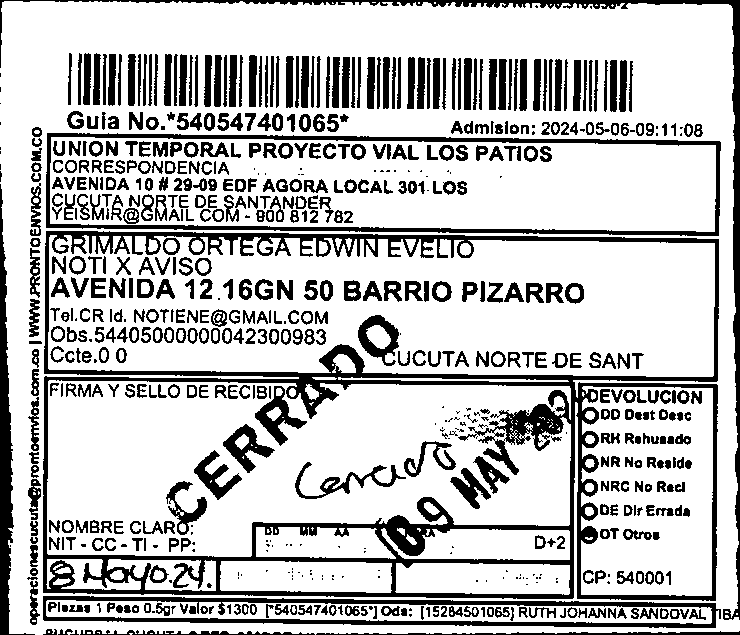 Guia No.*540547401065*
Admision: 2024-05-06-09:11:08
UNION TEMPORAL PROYECTO VIAL LOS PATIOS
CORRESPONDENCIA
AVENIDA 10 # 29-09 EDF AGORA LOCAL 301 LOS
CUCUTA NORTE DE SANTANDER
YEISMIR@GMAIL COM - 900 812 782
GRIMALDO ORTEGA EDWIN EVELIO
NOTI X AVISO
AVENIDA 12.16GN 50 BARRIO PIZARRO
Tel.CR Id. NOTIENE@GMAIL.COM
Obs.54405000000042300983
Ccte.0 0
CUCUTA NORTE DE SANT
FIRMA Y SELLO DE RECIBIDO
CERRADO
Cerrado
09 MAY
DEVOLUCION
DD Dest Desc
RH Rehusado
NR No Reside
NRC No Recl
DE Dir Errada
OT Otros
NOMBRE CLARO:
NIT - CC - TI - PP:
DD MM AA
D+2
8 Mayo.24.
CP: 540001
Piezas 1 Peso 0.5gr Valor $1300 [*540547401065*] Ods: [15284501065] RUTH JOHANNA SANDOVAL TIBA
operacionescucuta@prontoenvios.com.co | WWW.PRONTOENVIOS.COM.CO